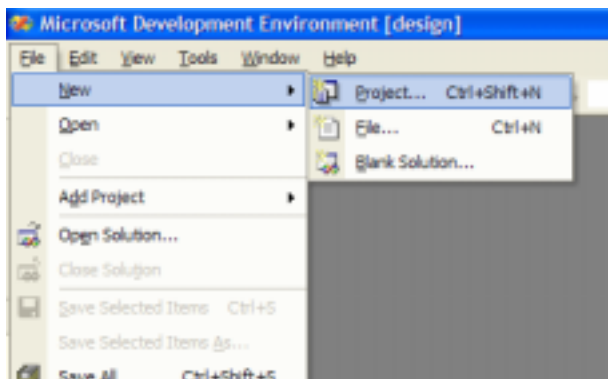 Microsoft Development Environment [design]
File Edit View Tools Window Help
New
Project... Ctrl+Shift+N
Open
File... Ctrl+N
Close
Blank Solution...
Add Project
Open Solution...
Close Solution
Save Selected Items Ctrl+S
Save Selected Items As...
Save All Ctrl+Shift+S